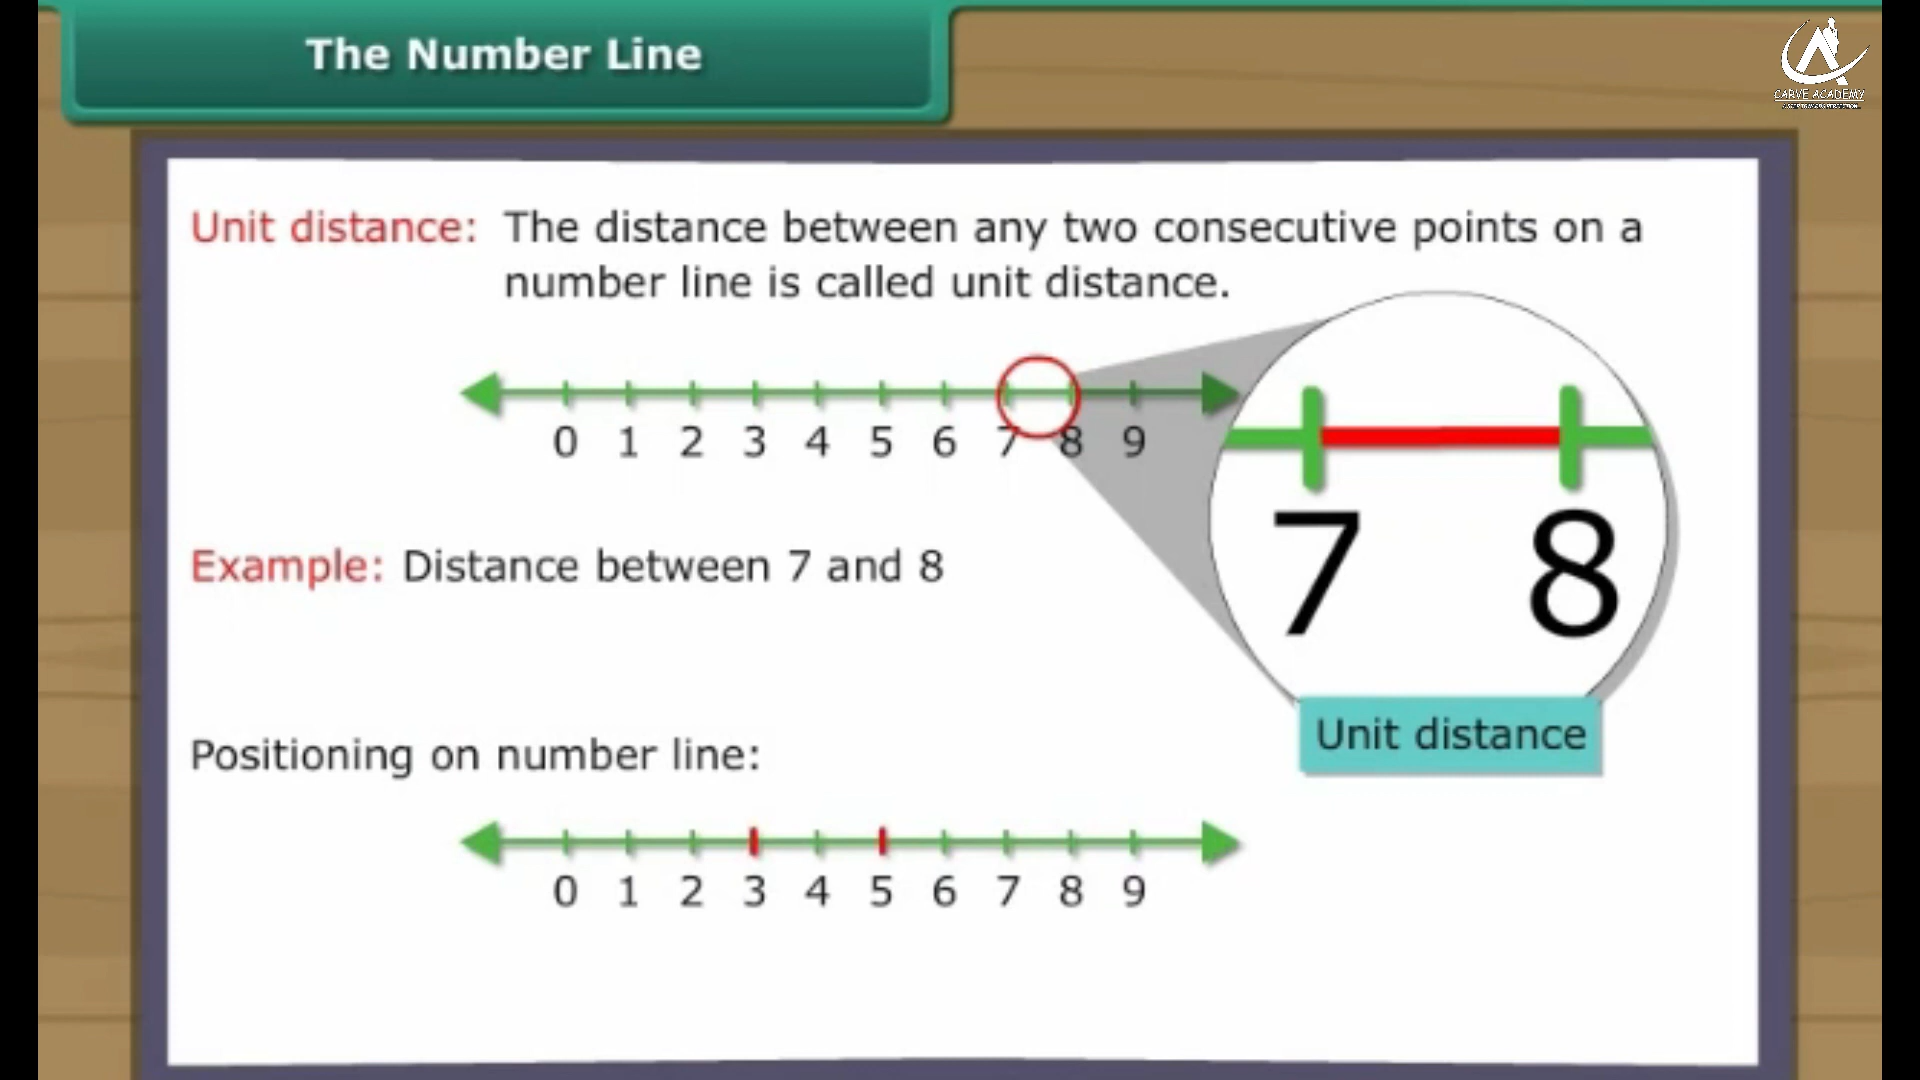 The Number Line
CARVE ACADEMY
Unit distance: The distance between any two consecutive points on a
number line is called unit distance.
0 1 2 3 4 5 6 7 8 9
7 8
Example: Distance between 7 and 8
Unit distance
Positioning on number line:
0 1 2 3 4 5 6 7 8 9